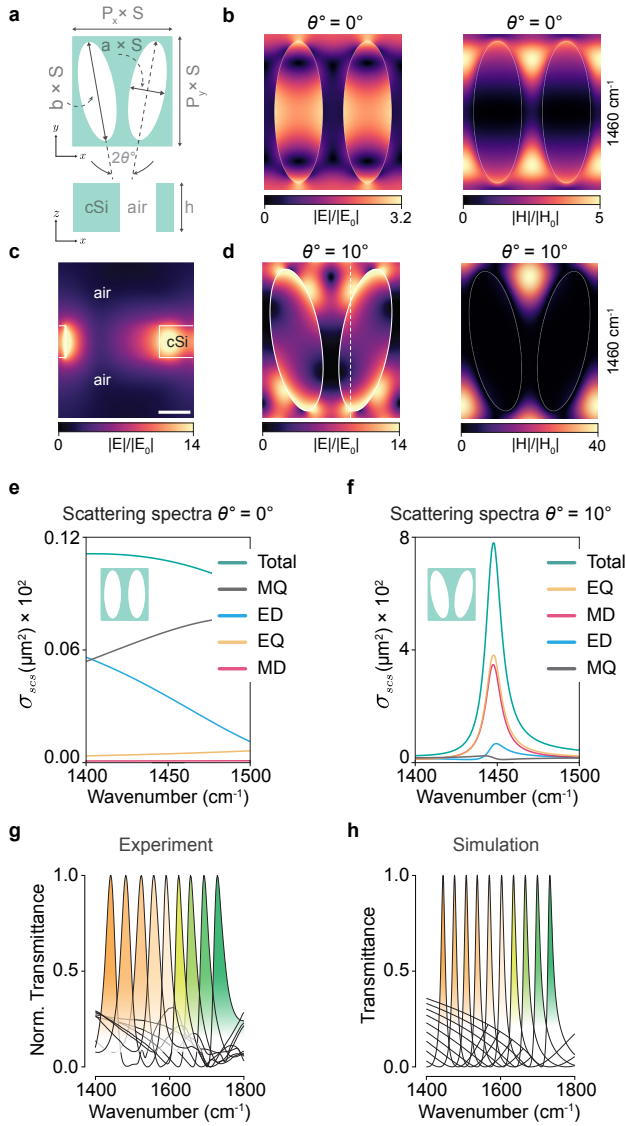 a
P_x × S
a × S
b × S
P_y × S
y
x
2θ°
cSi
air
h
z
x
b
θ° = 0°
θ° = 0°
1460 cm⁻¹
0
|E|/|E₀|
3.2
0
|H|/|H₀|
5
c
air
cSi
air
0
|E|/|E₀|
14
d
θ° = 10°
θ° = 10°
1460 cm⁻¹
0
|E|/|E₀|
14
0
|H|/|H₀|
40
e
Scattering spectra θ° = 0°
0.12
0.06
0.00
σ_scs (µm²) × 10²
Total
MQ
ED
EQ
MD
1400
1450
1500
Wavenumber (cm⁻¹)
f
Scattering spectra θ° = 10°
8
4
0
σ_scs (µm²) × 10²
Total
EQ
MD
ED
MQ
1400
1450
1500
Wavenumber (cm⁻¹)
g
Experiment
1.0
0.5
0.0
Norm. Transmittance
1400
1600
1800
Wavenumber (cm⁻¹)
h
Simulation
1.0
0.5
0.0
Transmittance
1400
1600
1800
Wavenumber (cm⁻¹)